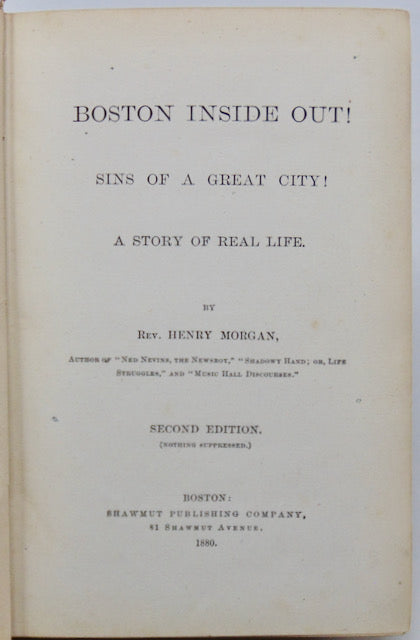 BOSTON INSIDE OUT!
SINS OF A GREAT CITY!
A STORY OF REAL LIFE.
BY
REV. HENRY MORGAN,
AUTHOR OF "NED NEVINS, THE NEWSBOY," "SHADOWY HAND; OR, LIFE
STRUGGLES," AND "MUSIC HALL DISCOURSES."
SECOND EDITION.
(NOTHING SUPPRESSED.)
BOSTON:
SHAWMUT PUBLISHING COMPANY,
81 SHAWMUT AVENUE.
1880.